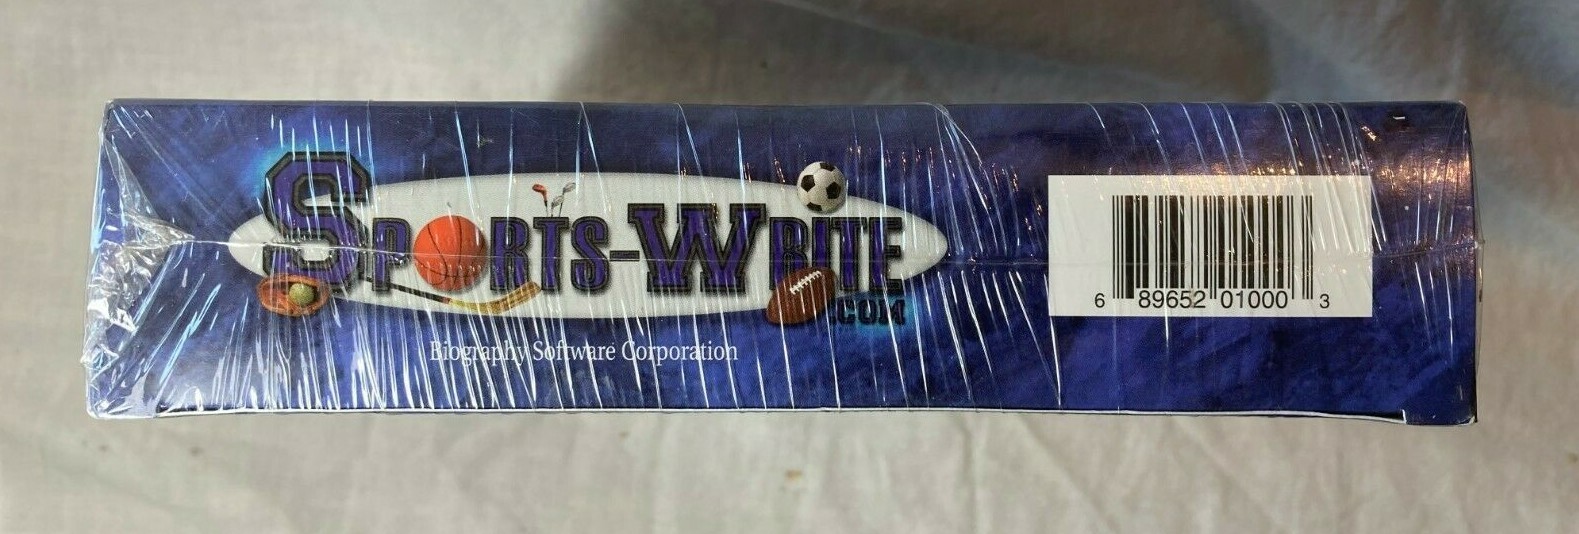 SPORTS-WRITE
.COM
Biography Software Corporation
6 89652 01000 3